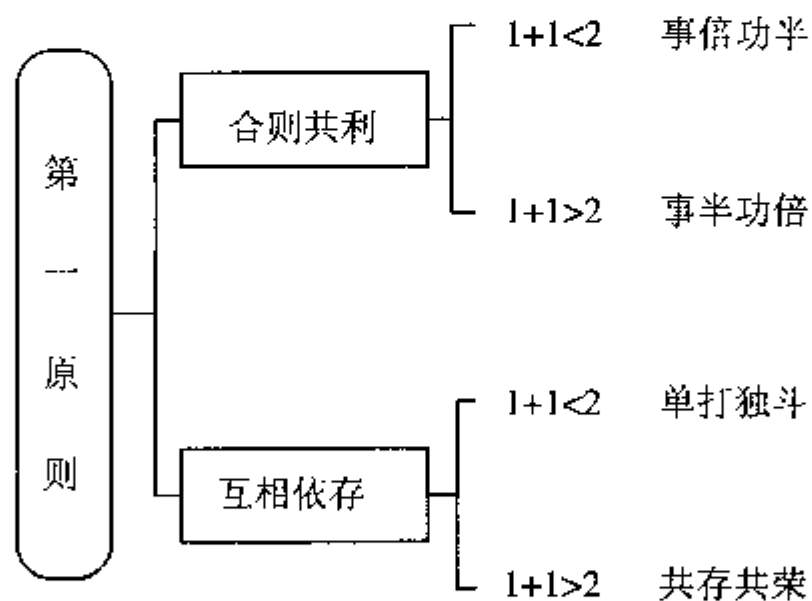 第一原则
合则共利
1+1<2 事倍功半
1+1>2 事半功倍
互相依存
1+1<2 单打独斗
1+1>2 共存共荣